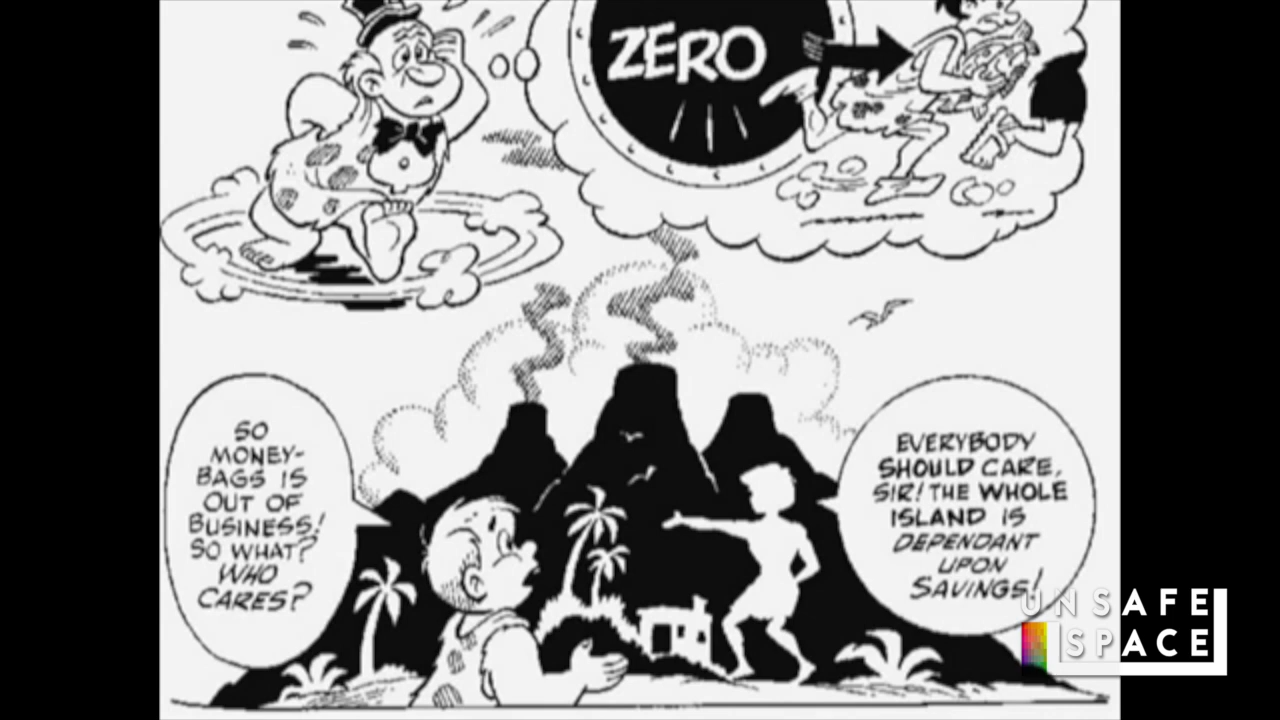 ZERO
SO
MONEY-
BAGS IS
OUT OF
BUSINESS!
SO WHAT?
WHO
CARES?
EVERYBODY
SHOULD CARE,
SIR! THE WHOLE
ISLAND IS
DEPENDANT
UPON
SAVINGS!
UNSAFE
SPACE